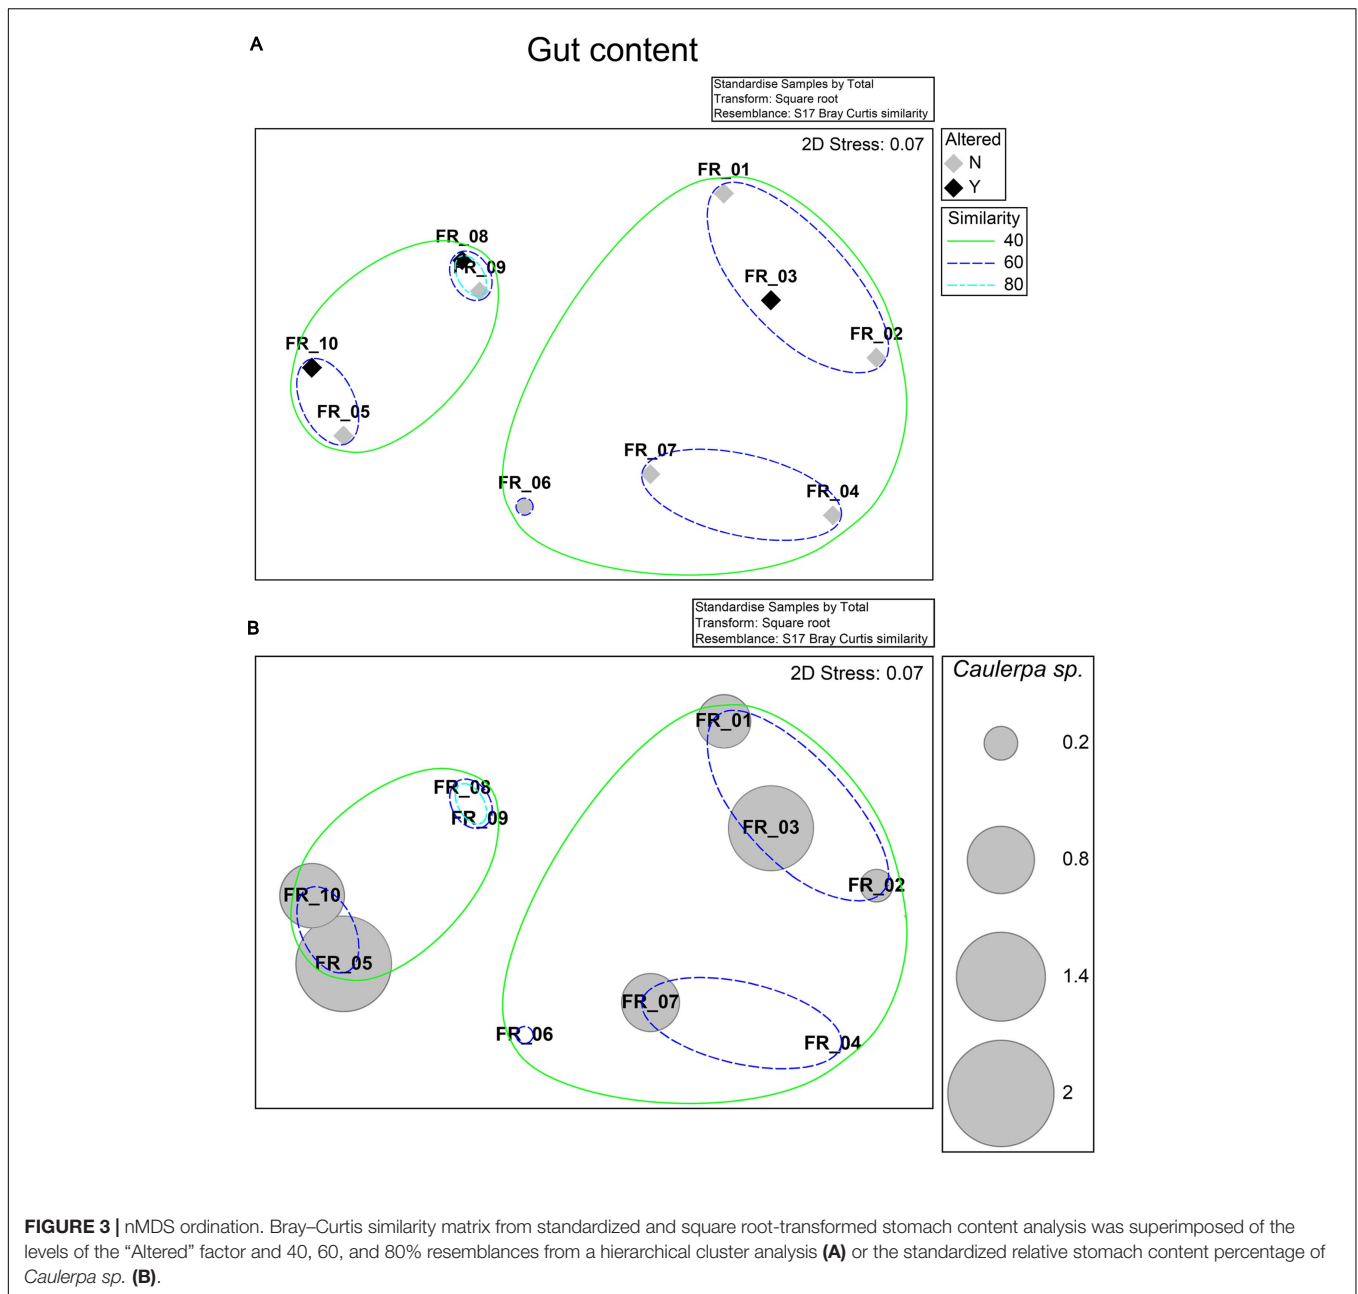 A
Gut content
Standardise Samples by Total
Transform: Square root
Resemblance: S17 Bray Curtis similarity
2D Stress: 0.07
Altered
N
Y
Similarity
40
60
80
FR_01
FR_08
FR_09
FR_03
FR_02
FR_10
FR_05
FR_07
FR_06
FR_04
B
Standardise Samples by Total
Transform: Square root
Resemblance: S17 Bray Curtis similarity
2D Stress: 0.07
Caulerpa sp.
0.2
0.8
1.4
2
FR_01
FR_08
FR_09
FR_03
FR_02
FR_10
FR_05
FR_07
FR_06
FR_04
FIGURE 3 | nMDS ordination. Bray–Curtis similarity matrix from standardized and square root-transformed stomach content analysis was superimposed of the
levels of the “Altered” factor and 40, 60, and 80% resemblances from a hierarchical cluster analysis (A) or the standardized relative stomach content percentage of
Caulerpa sp. (B).